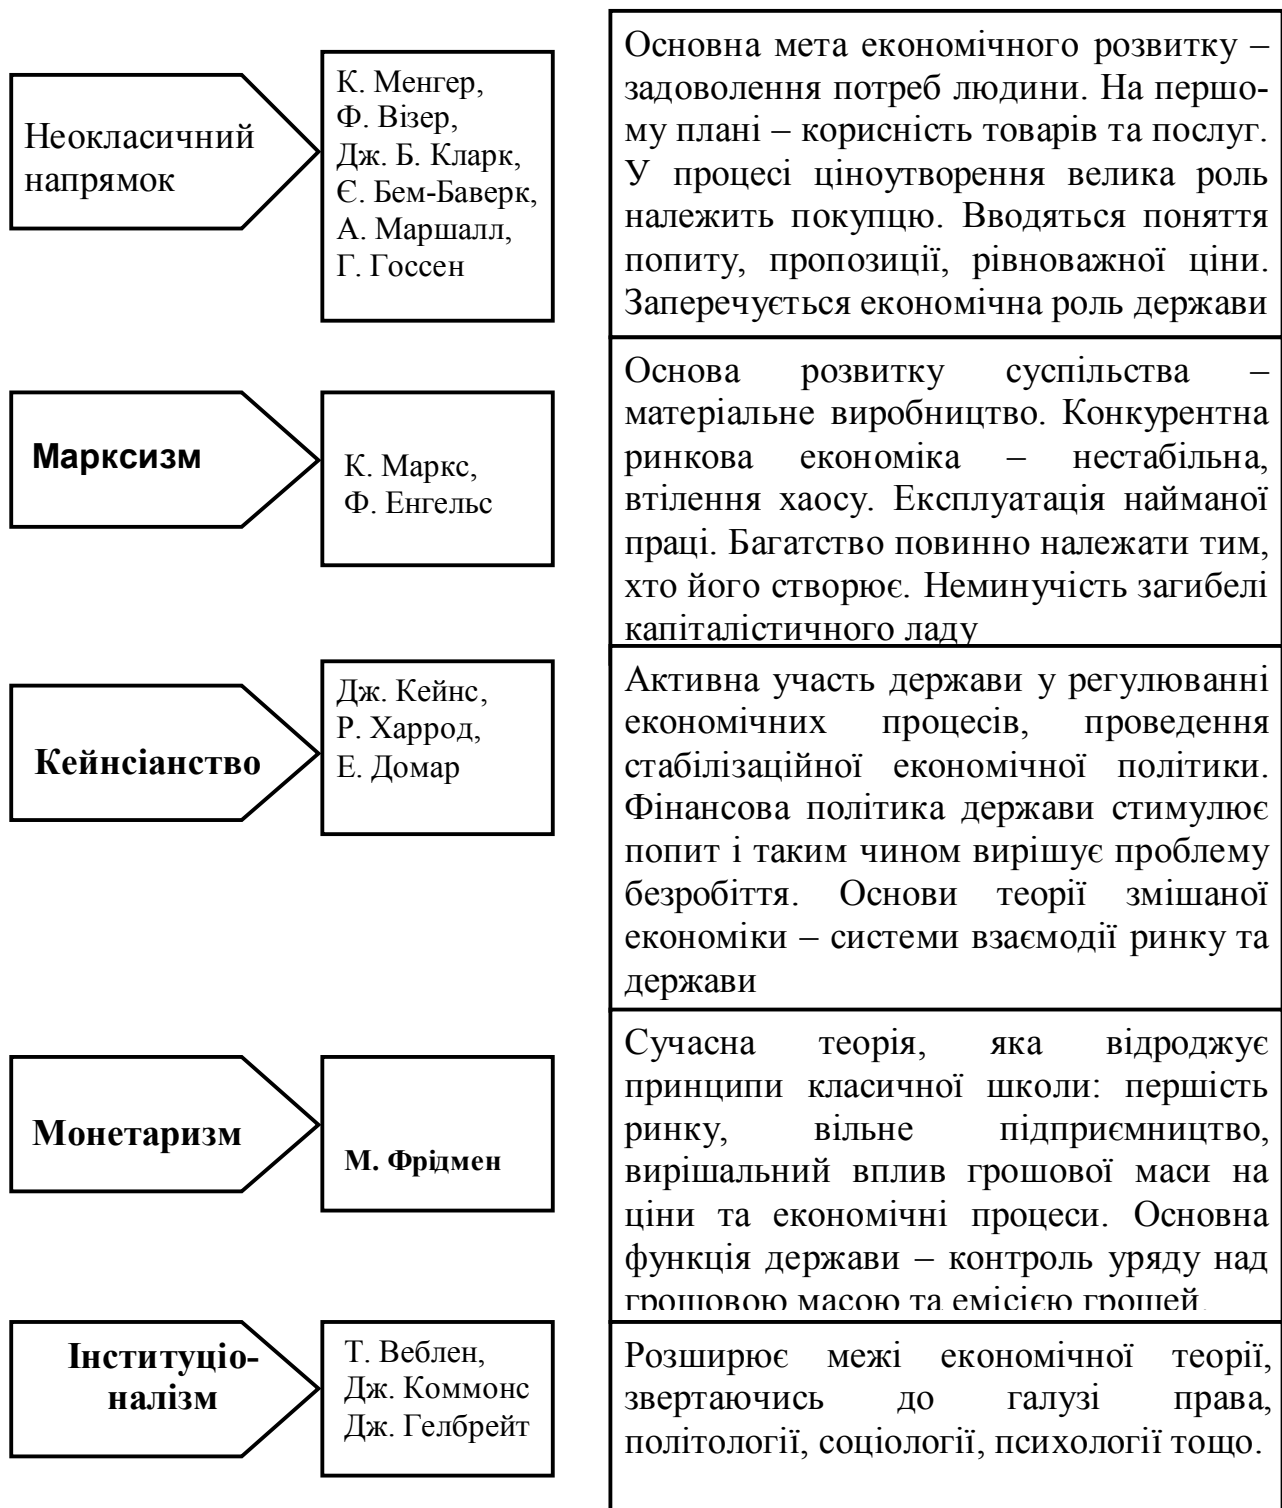 Неокласичний
напрямок
К. Менгер,
Ф. Візер,
Дж. Б. Кларк,
Є. Бем-Баверк,
А. Маршалл,
Г. Госсен
Основна мета економічного розвитку –
задоволення потреб людини. На першо-
му плані – корисність товарів та послуг.
У процесі ціноутворення велика роль
належить покупцю. Вводяться поняття
попиту, пропозиції, рівноважної ціни.
Заперечується економічна роль держави
Марксизм
К. Маркс,
Ф. Енгельс
Основа розвитку суспільства –
матеріальне виробництво. Конкурентна
ринкова економіка – нестабільна,
втілення хаосу. Експлуатація найманої
праці. Багатство повинно належати тим,
хто його створює. Неминучість загибелі
капіталістичного ладу
Кейнсіанство
Дж. Кейнс,
Р. Харрод,
Е. Домар
Активна участь держави у регулюванні
економічних процесів, проведення
стабілізаційної економічної політики.
Фінансова політика держави стимулює
попит і таким чином вирішує проблему
безробіття. Основи теорії змішаної
економіки – системи взаємодії ринку та
держави
Монетаризм
М. Фрідмен
Сучасна теорія, яка відроджує
принципи класичної школи: першість
ринку, вільне підприємництво,
вирішальний вплив грошової маси на
ціни та економічні процеси. Основна
функція держави – контроль уряду над
грошовою масою та емісією грошей.
Інституціо-
налізм
Т. Веблен,
Дж. Коммонс
Дж. Гелбрейт
Розширює межі економічної теорії,
звертаючись до галузі права,
політології, соціології, психології тощо.